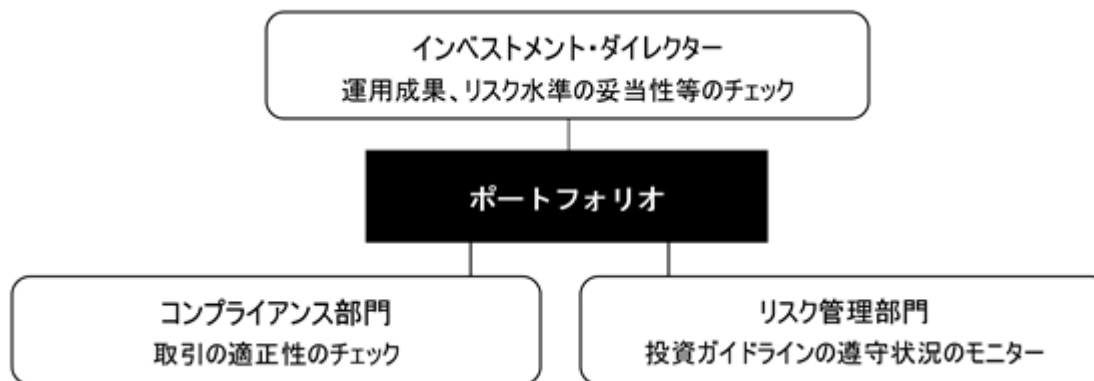 インベストメント・ダイレクター
運用成果、リスク水準の妥当性等のチェック
ポートフォリオ
コンプライアンス部門
取引の適正性のチェック
リスク管理部門
投資ガイドラインの遵守状況のモニター